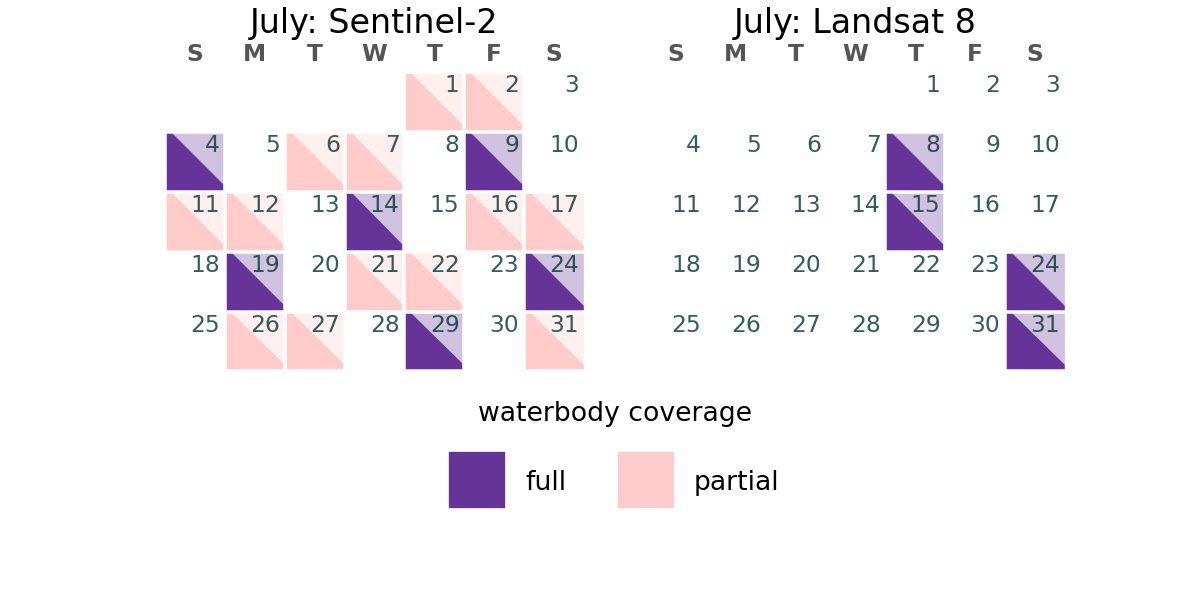 July: Sentinel-2
S M T W T F S
1 2 3
4 5 6 7 8 9 10
11 12 13 14 15 16 17
18 19 20 21 22 23 24
25 26 27 28 29 30 31
July: Landsat 8
S M T W T F S
1 2 3
4 5 6 7 8 9 10
11 12 13 14 15 16 17
18 19 20 21 22 23 24
25 26 27 28 29 30 31
waterbody coverage
full
partial